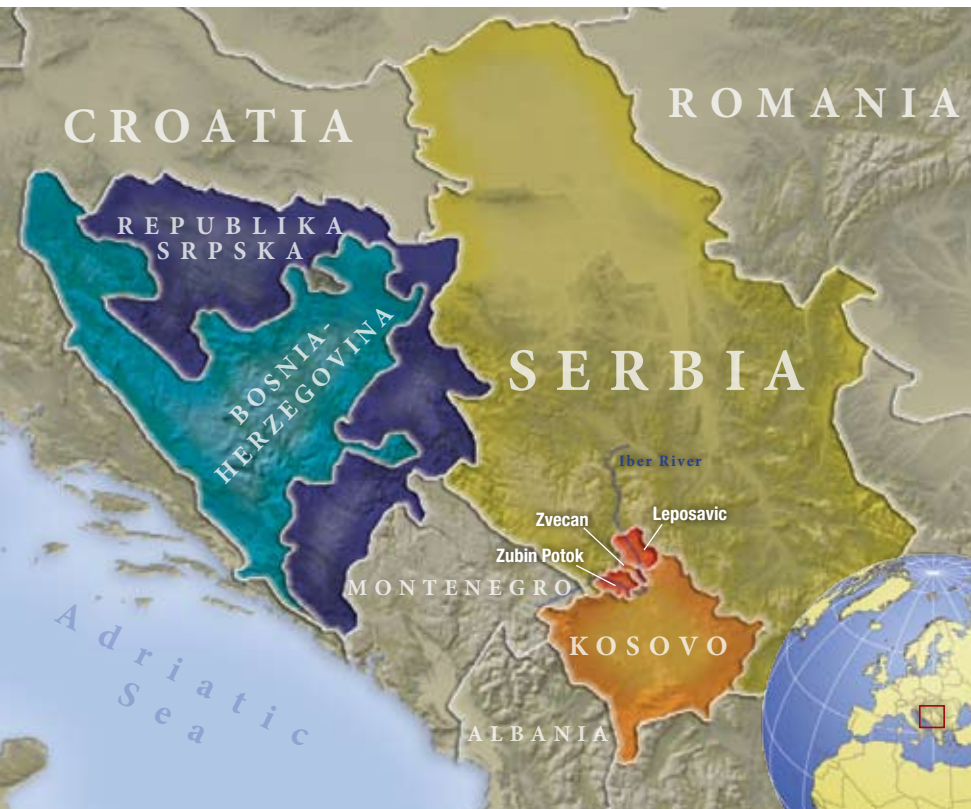 CROATIA
ROMANIA
REPUBLIKA
SRPSKA
BOSNIA-
HERZEGOVINA
SERBIA
Iber River
Zvecan
Leposavic
Zubin Potok
MONTENEGRO
KOSOVO
Adriatic
Sea
ALBANIA